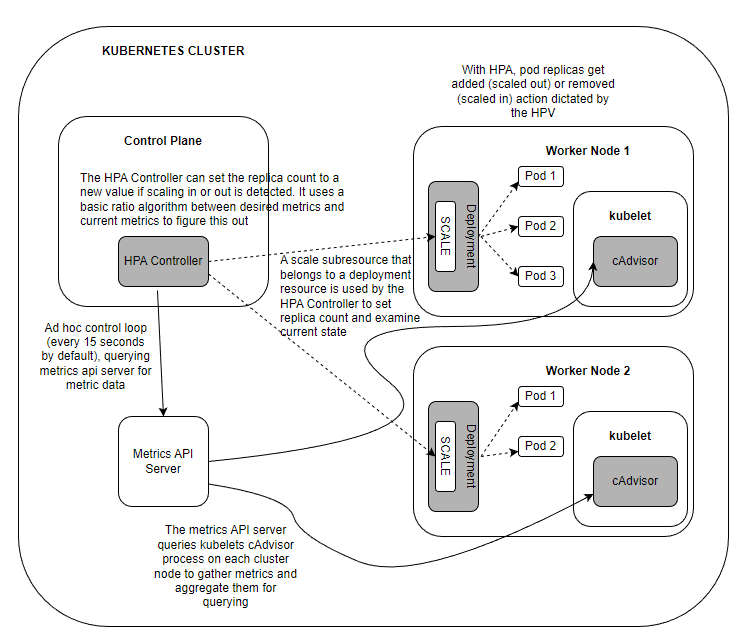 KUBERNETES CLUSTER
With HPA, pod replicas get
added (scaled out) or removed
(scaled in) action dictated by
the HPV
Control Plane
The HPA Controller can set the replica count to a
new value if scaling in or out is detected. It uses a
basic ratio algorithm between desired metrics and
current metrics to figure this out
HPA Controller
A scale subresource that
belongs to a deployment
resource is used by the
HPA Controller to set
replica count and examine
current state
Worker Node 1
Deployment
SCALE
Pod 1
Pod 2
Pod 3
kubelet
cAdvisor
Ad hoc control loop
(every 15 seconds
by default), querying
metrics api server for
metric data
Worker Node 2
Deployment
SCALE
Pod 1
Pod 2
kubelet
cAdvisor
Metrics API
Server
The metrics API server
queries kubelets cAdvisor
process on each cluster
node to gather metrics and
aggregate them for
querying